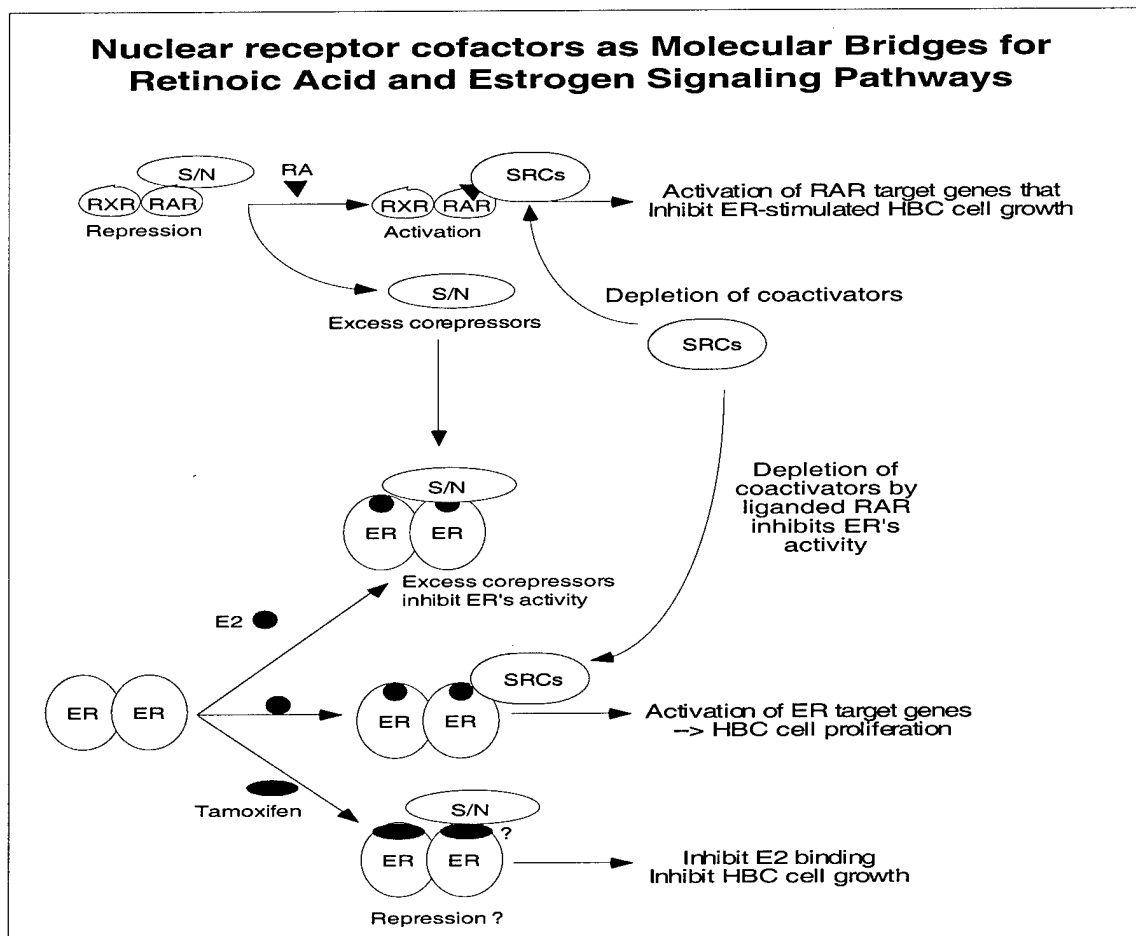 Nuclear receptor cofactors as Molecular Bridges for
Retinoic Acid and Estrogen Signaling Pathways
S/N
RXR
RAR
Repression
RA
RXR
RAR
SRCs
Activation
Activation of RAR target genes that
Inhibit ER-stimulated HBC cell growth
S/N
Excess corepressors
Depletion of coactivators
SRCs
Depletion of
coactivators by
liganded RAR
inhibits ER's
activity
S/N
ER
ER
Excess corepressors
inhibit ER's activity
E2
ER
ER
SRCs
ER
ER
Activation of ER target genes
--> HBC cell proliferation
Tamoxifen
S/N
?
ER
ER
Repression ?
Inhibit E2 binding
Inhibit HBC cell growth